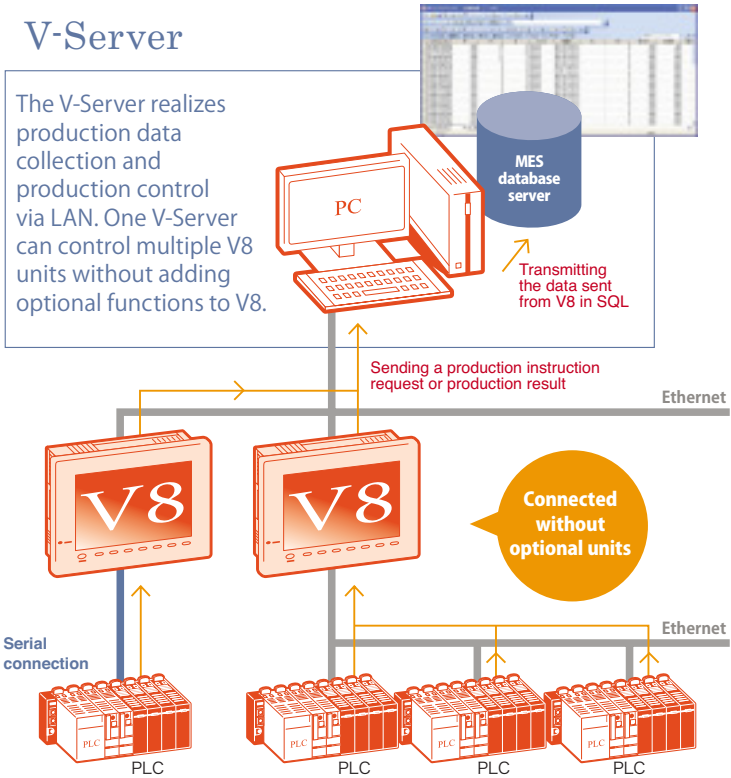 V-Server
The V-Server realizes
production data
collection and
production control
via LAN. One V-Server
can control multiple V8
units without adding
optional functions to V8.
PC
MES
database
server
Transmitting
the data sent
from V8 in SQL
Sending a production instruction
request or production result
Ethernet
V8
V8
Connected
without
optional units
Serial
connection
Ethernet
PLC
PLC
PLC
PLC
PLC
PLC
PLC
PLC